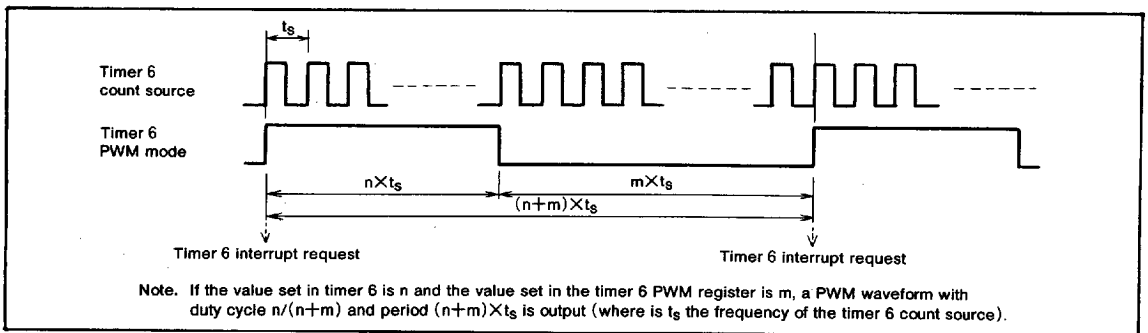 ts
Timer 6
count source
Timer 6
PWM mode
n×ts
m×ts
(n+m)×ts
Timer 6 interrupt request
Timer 6 interrupt request
Note. If the value set in timer 6 is n and the value set in the timer 6 PWM register is m, a PWM waveform with
duty cycle n/(n+m) and period (n+m)×ts is output (where is ts the frequency of the timer 6 count source).